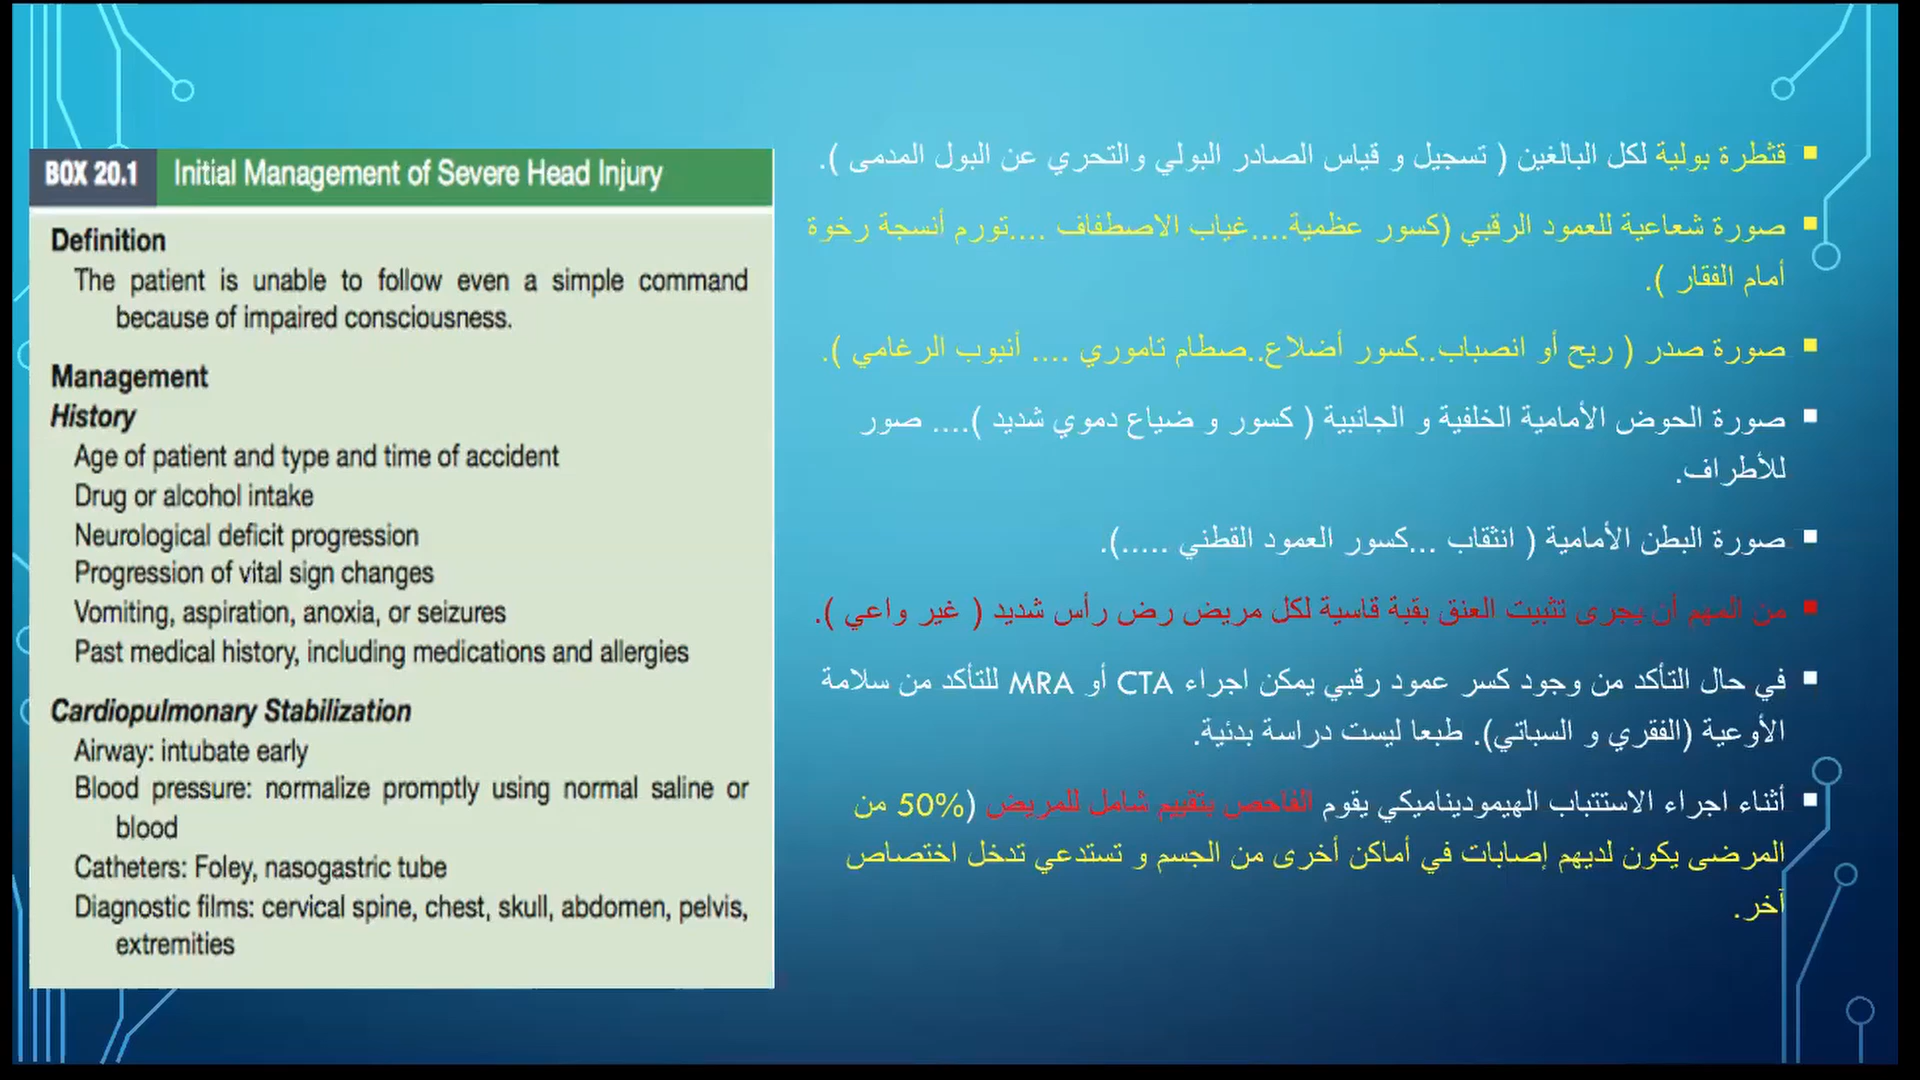 BOX 20.1 Initial Management of Severe Head Injury
Definition
The patient is unable to follow even a simple command
because of impaired consciousness.
Management
History
Age of patient and type and time of accident
Drug or alcohol intake
Neurological deficit progression
Progression of vital sign changes
Vomiting, aspiration, anoxia, or seizures
Past medical history, including medications and allergies
Cardiopulmonary Stabilization
Airway: intubate early
Blood pressure: normalize promptly using normal saline or
blood
Catheters: Foley, nasogastric tube
Diagnostic films: cervical spine, chest, skull, abdomen, pelvis,
extremities
قثطرة بولية لكل البالغين ( تسجيل و قياس الصادر البولي والتحري عن البول المدمى ).
صورة شعاعية للعمود الرقبي (كسور عظمية....غياب الاصطفاف ....تورم أنسجة رخوة
أمام الفقار ).
صورة صدر ( ريح أو انصباب..كسور أضلاع..صطام تاموري .... أنبوب الرغامي ).
صورة الحوض الأمامية الخلفية و الجانبية ( كسور و ضياع دموي شديد ).... صور
للأطراف.
صورة البطن الأمامية ( انثقاب ...كسور العمود القطني .....).
من المهم أن يجرى تثبيت العنق بقبة قاسية لكل مريض رض رأس شديد ( غير واعي ).
في حال التأكد من وجود كسر عمود رقبي يمكن اجراء CTA أو MRA للتأكد من سلامة
الأوعية (الفقري و السباتي). طبعا ليست دراسة بدئية.
أثناء اجراء الاستتباب الهيموديناميكي يقوم الفاحص بتقييم شامل للمريض (50% من
المرضى يكون لديهم إصابات في أماكن أخرى من الجسم و تستدعي تدخل اختصاص
آخر.